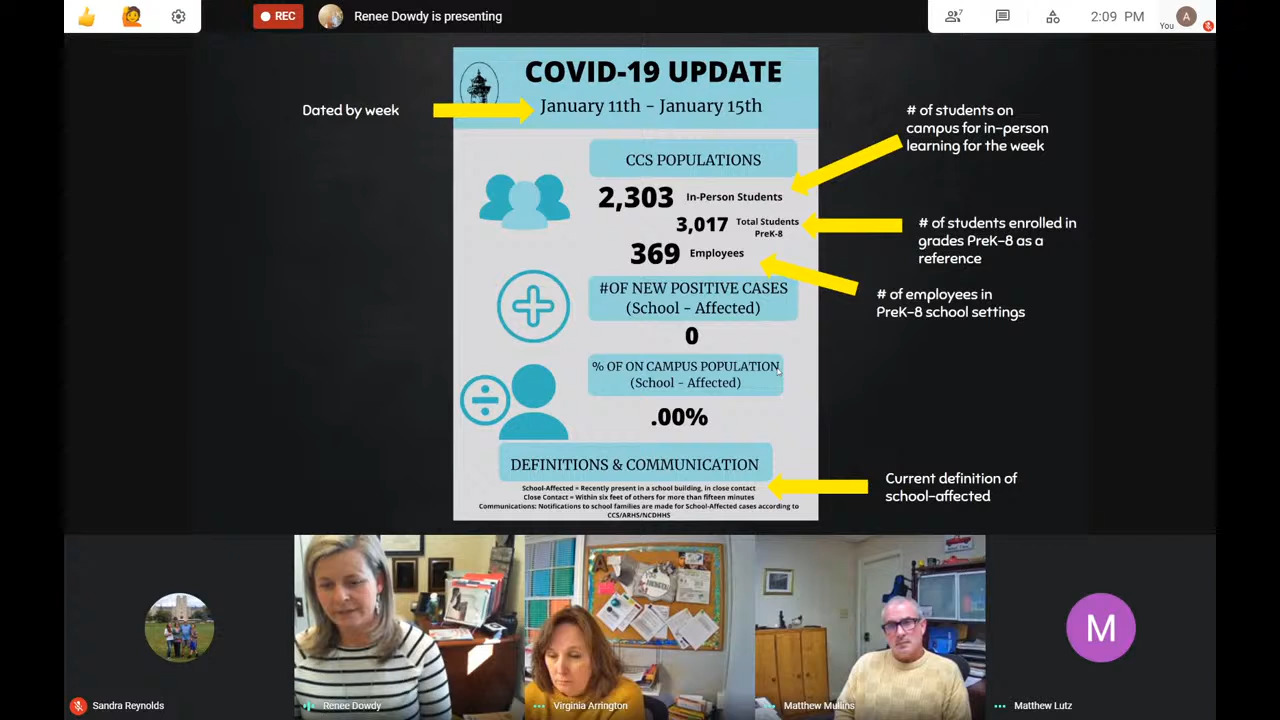 REC
Renee Dowdy is presenting
7
2:09 PM
You
A
COVID-19 UPDATE
January 11th - January 15th
Dated by week
# of students on
campus for in-person
learning for the week
CCS POPULATIONS
2,303 In-Person Students
3,017 Total Students
PreK-8
# of students enrolled in
grades PreK-8 as a
reference
369 Employees
# of employees in
PreK-8 school settings
#OF NEW POSITIVE CASES
(School - Affected)
0
% OF ON CAMPUS POPULATION
(School - Affected)
.00%
DEFINITIONS & COMMUNICATION
School-Affected = Recently present in a school building, in close contact
Close Contact = Within six feet of others for more than fifteen minutes
Communications: Notifications to school families are made for School-Affected cases according to
CCS/ARHS/NCDHHS
Current definition of
school-affected
M
Sandra Reynolds
Renee Dowdy
Virginia Arrington
Matthew Mullins
Matthew Lutz